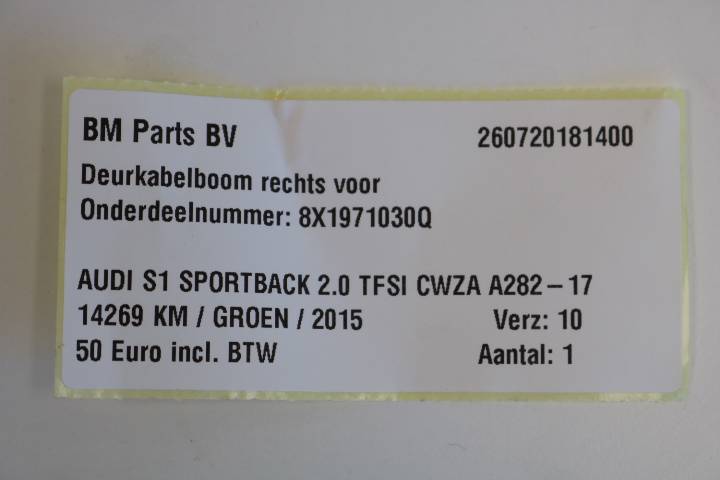 BM Parts BV 260720181400
Deurkabelboom rechts voor
Onderdeelnummer: 8X1971030Q
AUDI S1 SPORTBACK 2.0 TFSI CWZA A282-17
14269 KM / GROEN / 2015 Verz: 10
50 Euro incl. BTW Aantal: 1